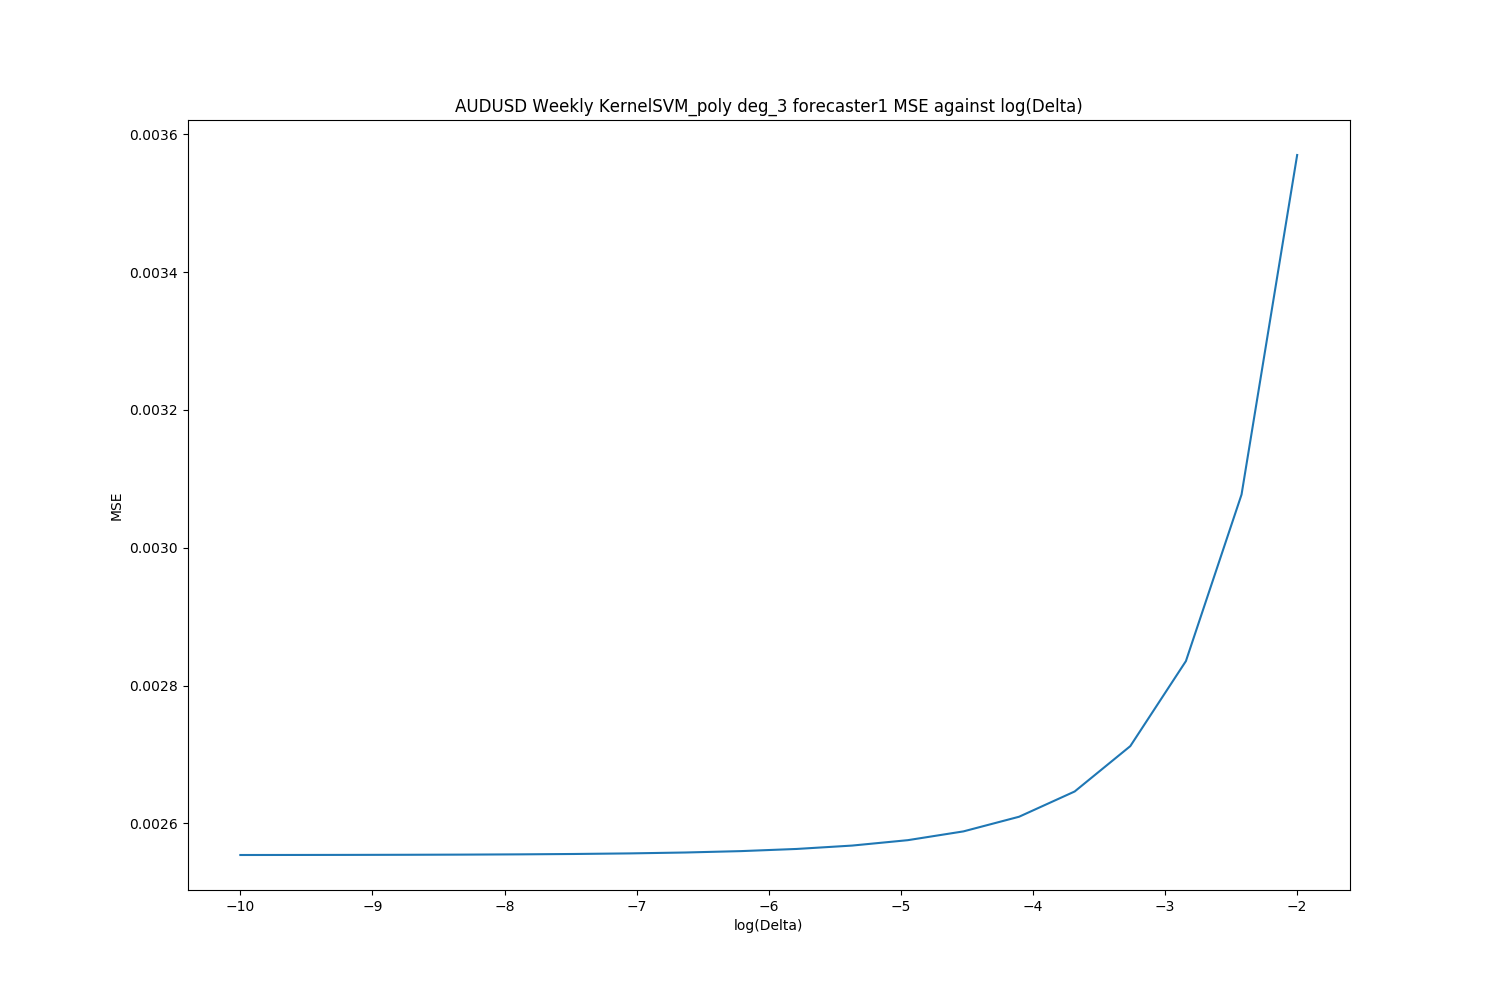 AUDUSD Weekly KernelSVM_poly deg_3 forecaster1 MSE against log(Delta)
0.0036
0.0034
0.0032
0.0030
0.0028
0.0026
MSE
−10 −9 −8 −7 −6 −5 −4 −3 −2
log(Delta)